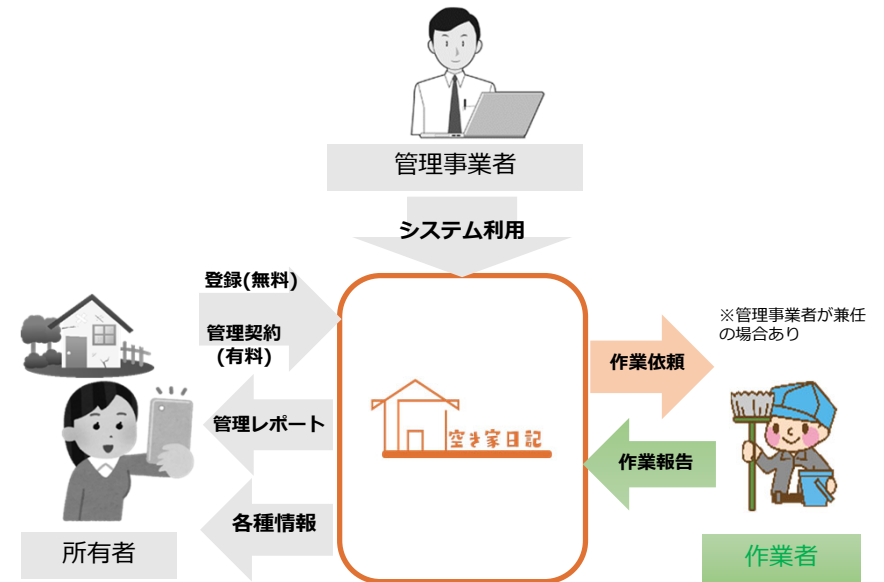 管理事業者
システム利用
登録(無料)
管理契約
(有料)
管理レポート
各種情報
所有者
空き家日記
※管理事業者が兼任
の場合あり
作業依頼
作業報告
作業者